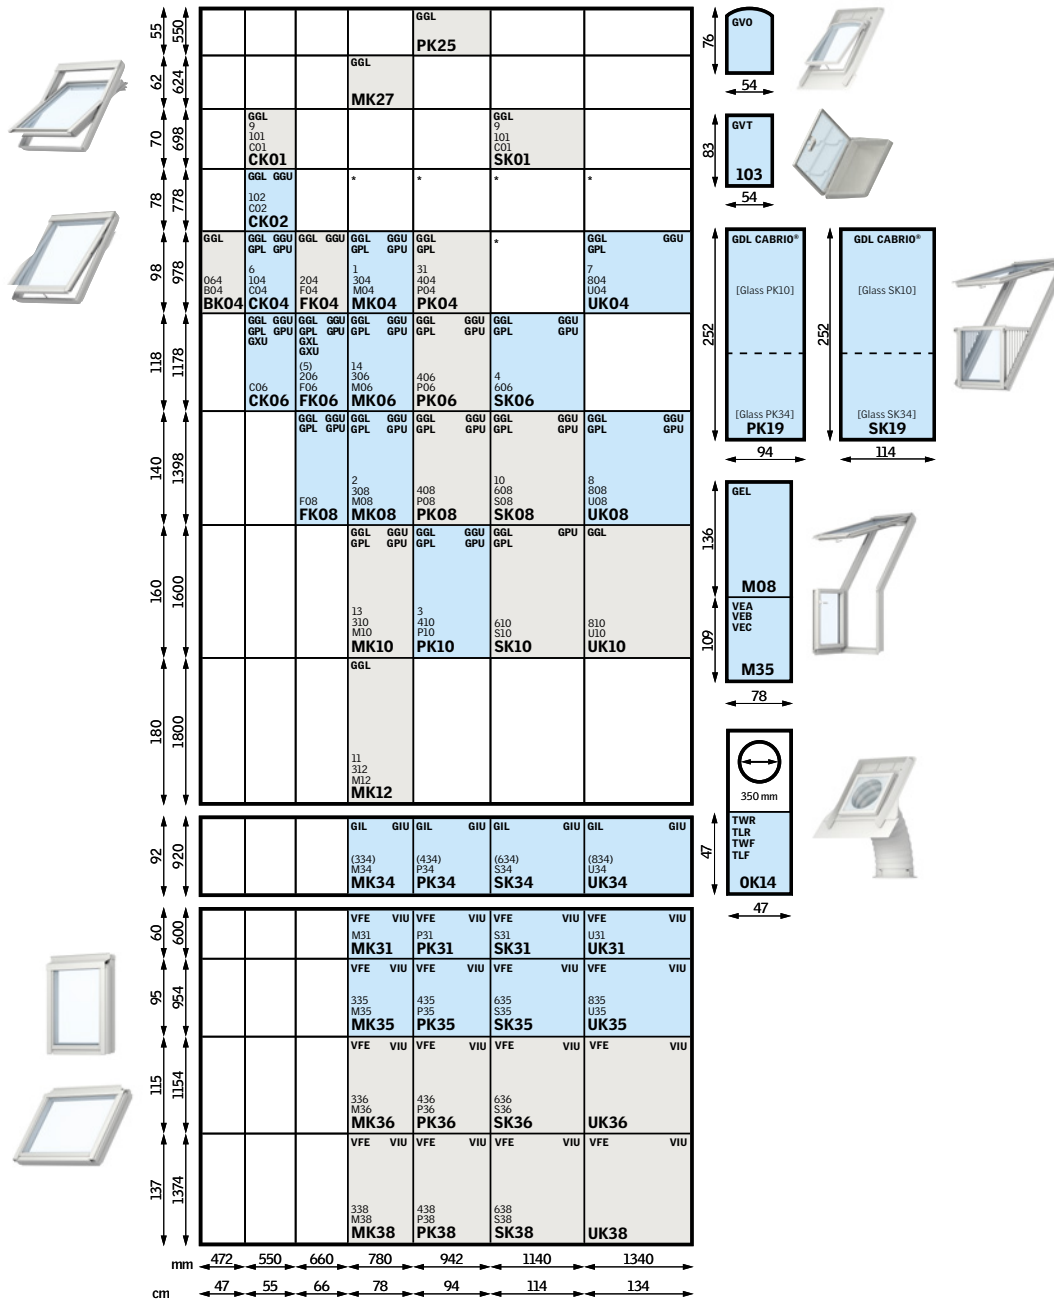 55 550
GGL
PK25
62 624
GGL
MK27
70 698
GGL
9
101
C01
CK01
GGL
9
101
C01
SK01
78 778
GGL GGU
102
C02
CK02
* * * *
98 978
GGL
064
B04
BK04
GGL GGU
GPL GPU
6
104
C04
CK04
GGL GGU
204
F04
FK04
GGL GGU
GPL GPU
1
304
M04
MK04
GGL
GPL
31
404
P04
PK04
*
GGL GGU
GPL
7
804
U04
UK04
118 1178
GGL GGU
GPL GPU
GXU
C06
CK06
GGL GGU
GPL GPU
GXL
GXU
(5)
206
F06
FK06
GGL GGU
GPL GPU
14
306
M06
MK06
GGL GGU
GPL GPU
406
P06
PK06
GGL GGU
GPL GPU
4
606
SK06
140 1398
GGL GGU
GPL GPU
F08
FK08
GGL GGU
GPL GPU
2
308
M08
MK08
GGL GGU
GPL GPU
408
P08
PK08
GGL GGU
GPL GPU
10
608
S08
SK08
GGL GGU
GPL GPU
8
808
U08
UK08
160 1600
GGL GGU
GPL GPU
13
310
M10
MK10
GGL GGU
GPL GPU
3
410
P10
PK10
GGL GPU
GPL
610
S10
SK10
GGL
810
U10
UK10
180 1800
GGL
11
312
M12
MK12
92 920
GIL GIU
(334)
M34
MK34
GIL GIU
(434)
P34
PK34
GIL GIU
(634)
S34
SK34
GIL GIU
(834)
U34
UK34
60 600
VFE VIU
M31
MK31
VFE VIU
P31
PK31
VFE VIU
S31
SK31
VFE VIU
U31
UK31
95 954
VFE VIU
335
M35
MK35
VFE VIU
435
P35
PK35
VFE VIU
635
S35
SK35
VFE VIU
835
U35
UK35
115 1154
VFE VIU
336
M36
MK36
VFE VIU
436
P36
PK36
VFE VIU
636
S36
SK36
VFE VIU
UK36
137 1374
VFE VIU
338
M38
MK38
VFE VIU
438
P38
PK38
VFE VIU
638
S38
SK38
VFE VIU
UK38
mm 472 550 660 780 942 1140 1340
cm 47 55 66 78 94 114 134
76
GVO
54
83
GVT
103
54
252
GDL CABRIO®
[Glass PK10]
[Glass PK34]
PK19
94
252
GDL CABRIO®
[Glass SK10]
[Glass SK34]
SK19
114
136
GEL
M08
109
VEA
VEB
VEC
M35
78
350 mm
47
TWR
TLR
TWF
TLF
0K14
47